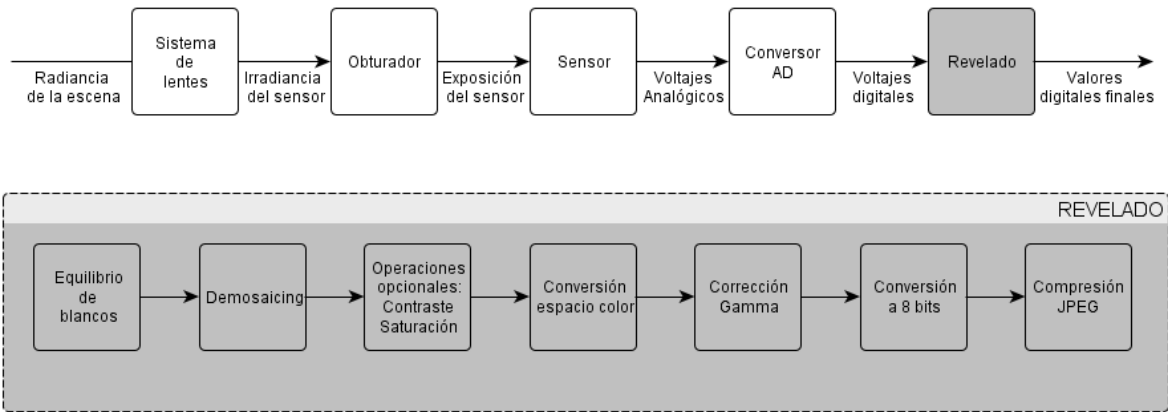 Radiancia
de la escena
Sistema
de
lentes
Irradiancia
del sensor
Obturador
Exposición
del sensor
Sensor
Voltajes
Analógicos
Conversor
AD
Voltajes
digitales
Revelado
Valores
digitales finales
REVELADO
Equilibrio
de
blancos
Demosaicing
Operaciones
opcionales:
Contraste
Saturación
Conversión
espacio color
Corrección
Gamma
Conversión
a 8 bits
Compresión
JPEG